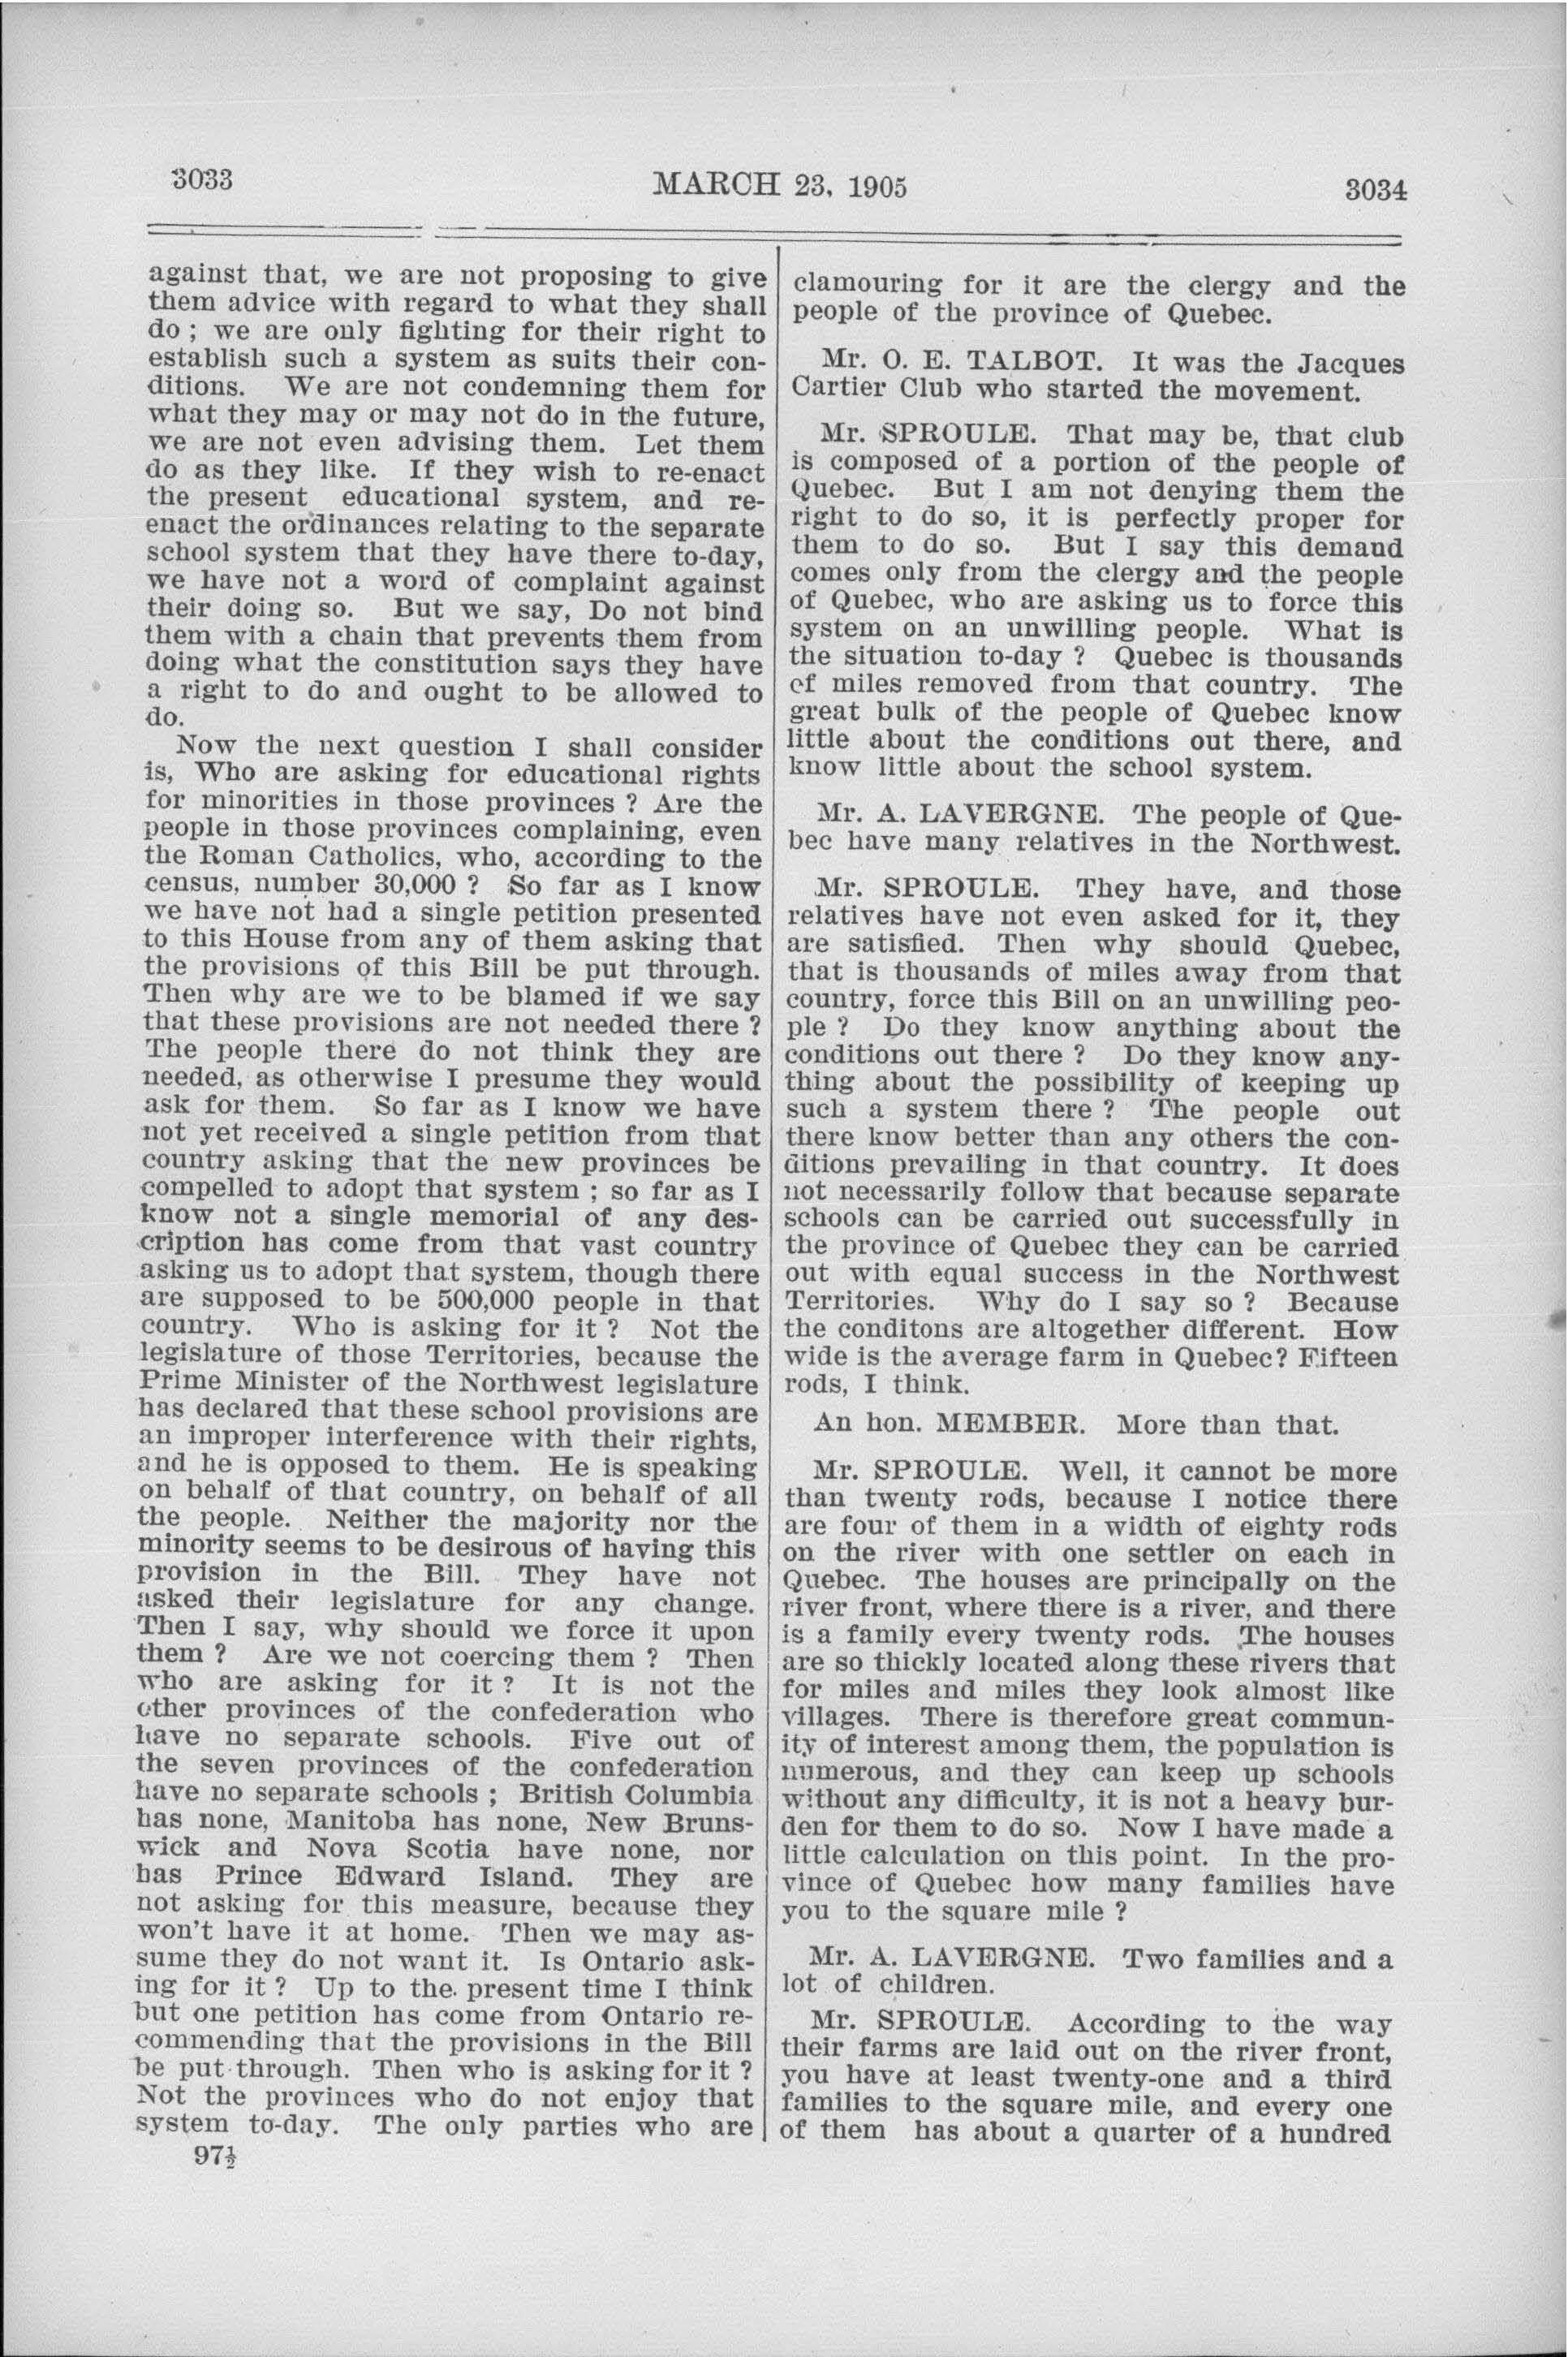 3033
MARCH 23, 1905
3034
against that, we are not proposing to give
them advice with regard to what they shall
do ; we are only fighting for their right to
establish such a system as suits their con-
ditions. We are not condemning them for
what they may or may not do in the future,
we are not even advising them. Let them
do as they like. If they wish to re-enact
the present educational system, and re-
enact the ordinances relating to the separate
school system that they have there to-day,
we have not a word of complaint against
their doing so. But we say, Do not bind
them with a chain that prevents them from
doing what the constitution says they have
a right to do and ought to be allowed to
do.
Now the next question I shall consider
is, Who are asking for educational rights
for minorities in those provinces ? Are the
people in those provinces complaining, even
the Roman Catholics, who, according to the
census, number 30,000 ? So far as I know
we have not had a single petition presented
to this House from any of them asking that
the provisions of this Bill be put through.
Then why are we to be blamed if we say
that these provisions are not needed there ?
The people there do not think they are
needed, as otherwise I presume they would
ask for them. So far as I know we have
not yet received a single petition from that
country asking that the new provinces be
compelled to adopt that system ; so far as I
know not a single memorial of any des-
cription has come from that vast country
asking us to adopt that system, though there
are supposed to be 500,000 people in that
country. Who is asking for it ? Not the
legislature of those Territories, because the
Prime Minister of the Northwest legislature
has declared that these school provisions are
an improper interference with their rights,
and he is opposed to them. He is speaking
on behalf of that country, on behalf of all
the people. Neither the majority nor the
minority seems to be desirous of having this
provision in the Bill. They have not
asked their legislature for any change.
Then I say, why should we force it upon
them ? Are we not coercing them ? Then
who are asking for it ? It is not the
other provinces of the confederation who
have no separate schools. Five out of
the seven provinces of the confederation
have no separate schools ; British Columbia
has none, Manitoba has none, New Bruns-
wick and Nova Scotia have none, nor
has Prince Edward Island. They are
not asking for this measure, because they
won't have it at home. Then we may as-
sume they do not want it. Is Ontario ask-
ing for it ? Up to the present time I think
but one petition has come from Ontario re-
commending that the provisions in the Bill
be put through. Then who is asking for it ?
Not the provinces who do not enjoy that
system to-day. The only parties who are
97½
clamouring for it are the clergy and the
people of the province of Quebec.
Mr. O. E. TALBOT. It was the Jacques
Cartier Club who started the movement.
Mr. SPROULE. That may be, that club
is composed of a portion of the people of
Quebec. But I am not denying them the
right to do so, it is perfectly proper for
them to do so. But I say this demand
comes only from the clergy and the people
of Quebec, who are asking us to force this
system on an unwilling people. What is
the situation to-day ? Quebec is thousands
of miles removed from that country. The
great bulk of the people of Quebec know
little about the conditions out there, and
know little about the school system.
Mr. A. LAVERGNE. The people of Que-
bec have many relatives in the Northwest.
Mr. SPROULE. They have, and those
relatives have not even asked for it, they
are satisfied. Then why should Quebec,
that is thousands of miles away from that
country, force this Bill on an unwilling peo-
ple ? Do they know anything about the
conditions out there ? Do they know any-
thing about the possibility of keeping up
such a system there ? The people out
there know better than any others the con-
ditions prevailing in that country. It does
not necessarily follow that because separate
schools can be carried out successfully in
the province of Quebec they can be carried
out with equal success in the Northwest
Territories. Why do I say so ? Because
the conditons are altogether different. How
wide is the average farm in Quebec? Fifteen
rods, I think.
An hon. MEMBER. More than that.
Mr. SPROULE. Well, it cannot be more
than twenty rods, because I notice there
are four of them in a width of eighty rods
on the river with one settler on each in
Quebec. The houses are principally on the
river front, where there is a river, and there
is a family every twenty rods. The houses
are so thickly located along these rivers that
for miles and miles they look almost like
villages. There is therefore great commun-
ity of interest among them, the population is
numerous, and they can keep up schools
without any difficulty, it is not a heavy bur-
den for them to do so. Now I have made a
little calculation on this point. In the pro-
vince of Quebec how many families have
you to the square mile ?
Mr. A. LAVERGNE. Two families and a
lot of children.
Mr. SPROULE. According to the way
their farms are laid out on the river front,
you have at least twenty-one and a third
families to the square mile, and every one
of them has about a quarter of a hundred